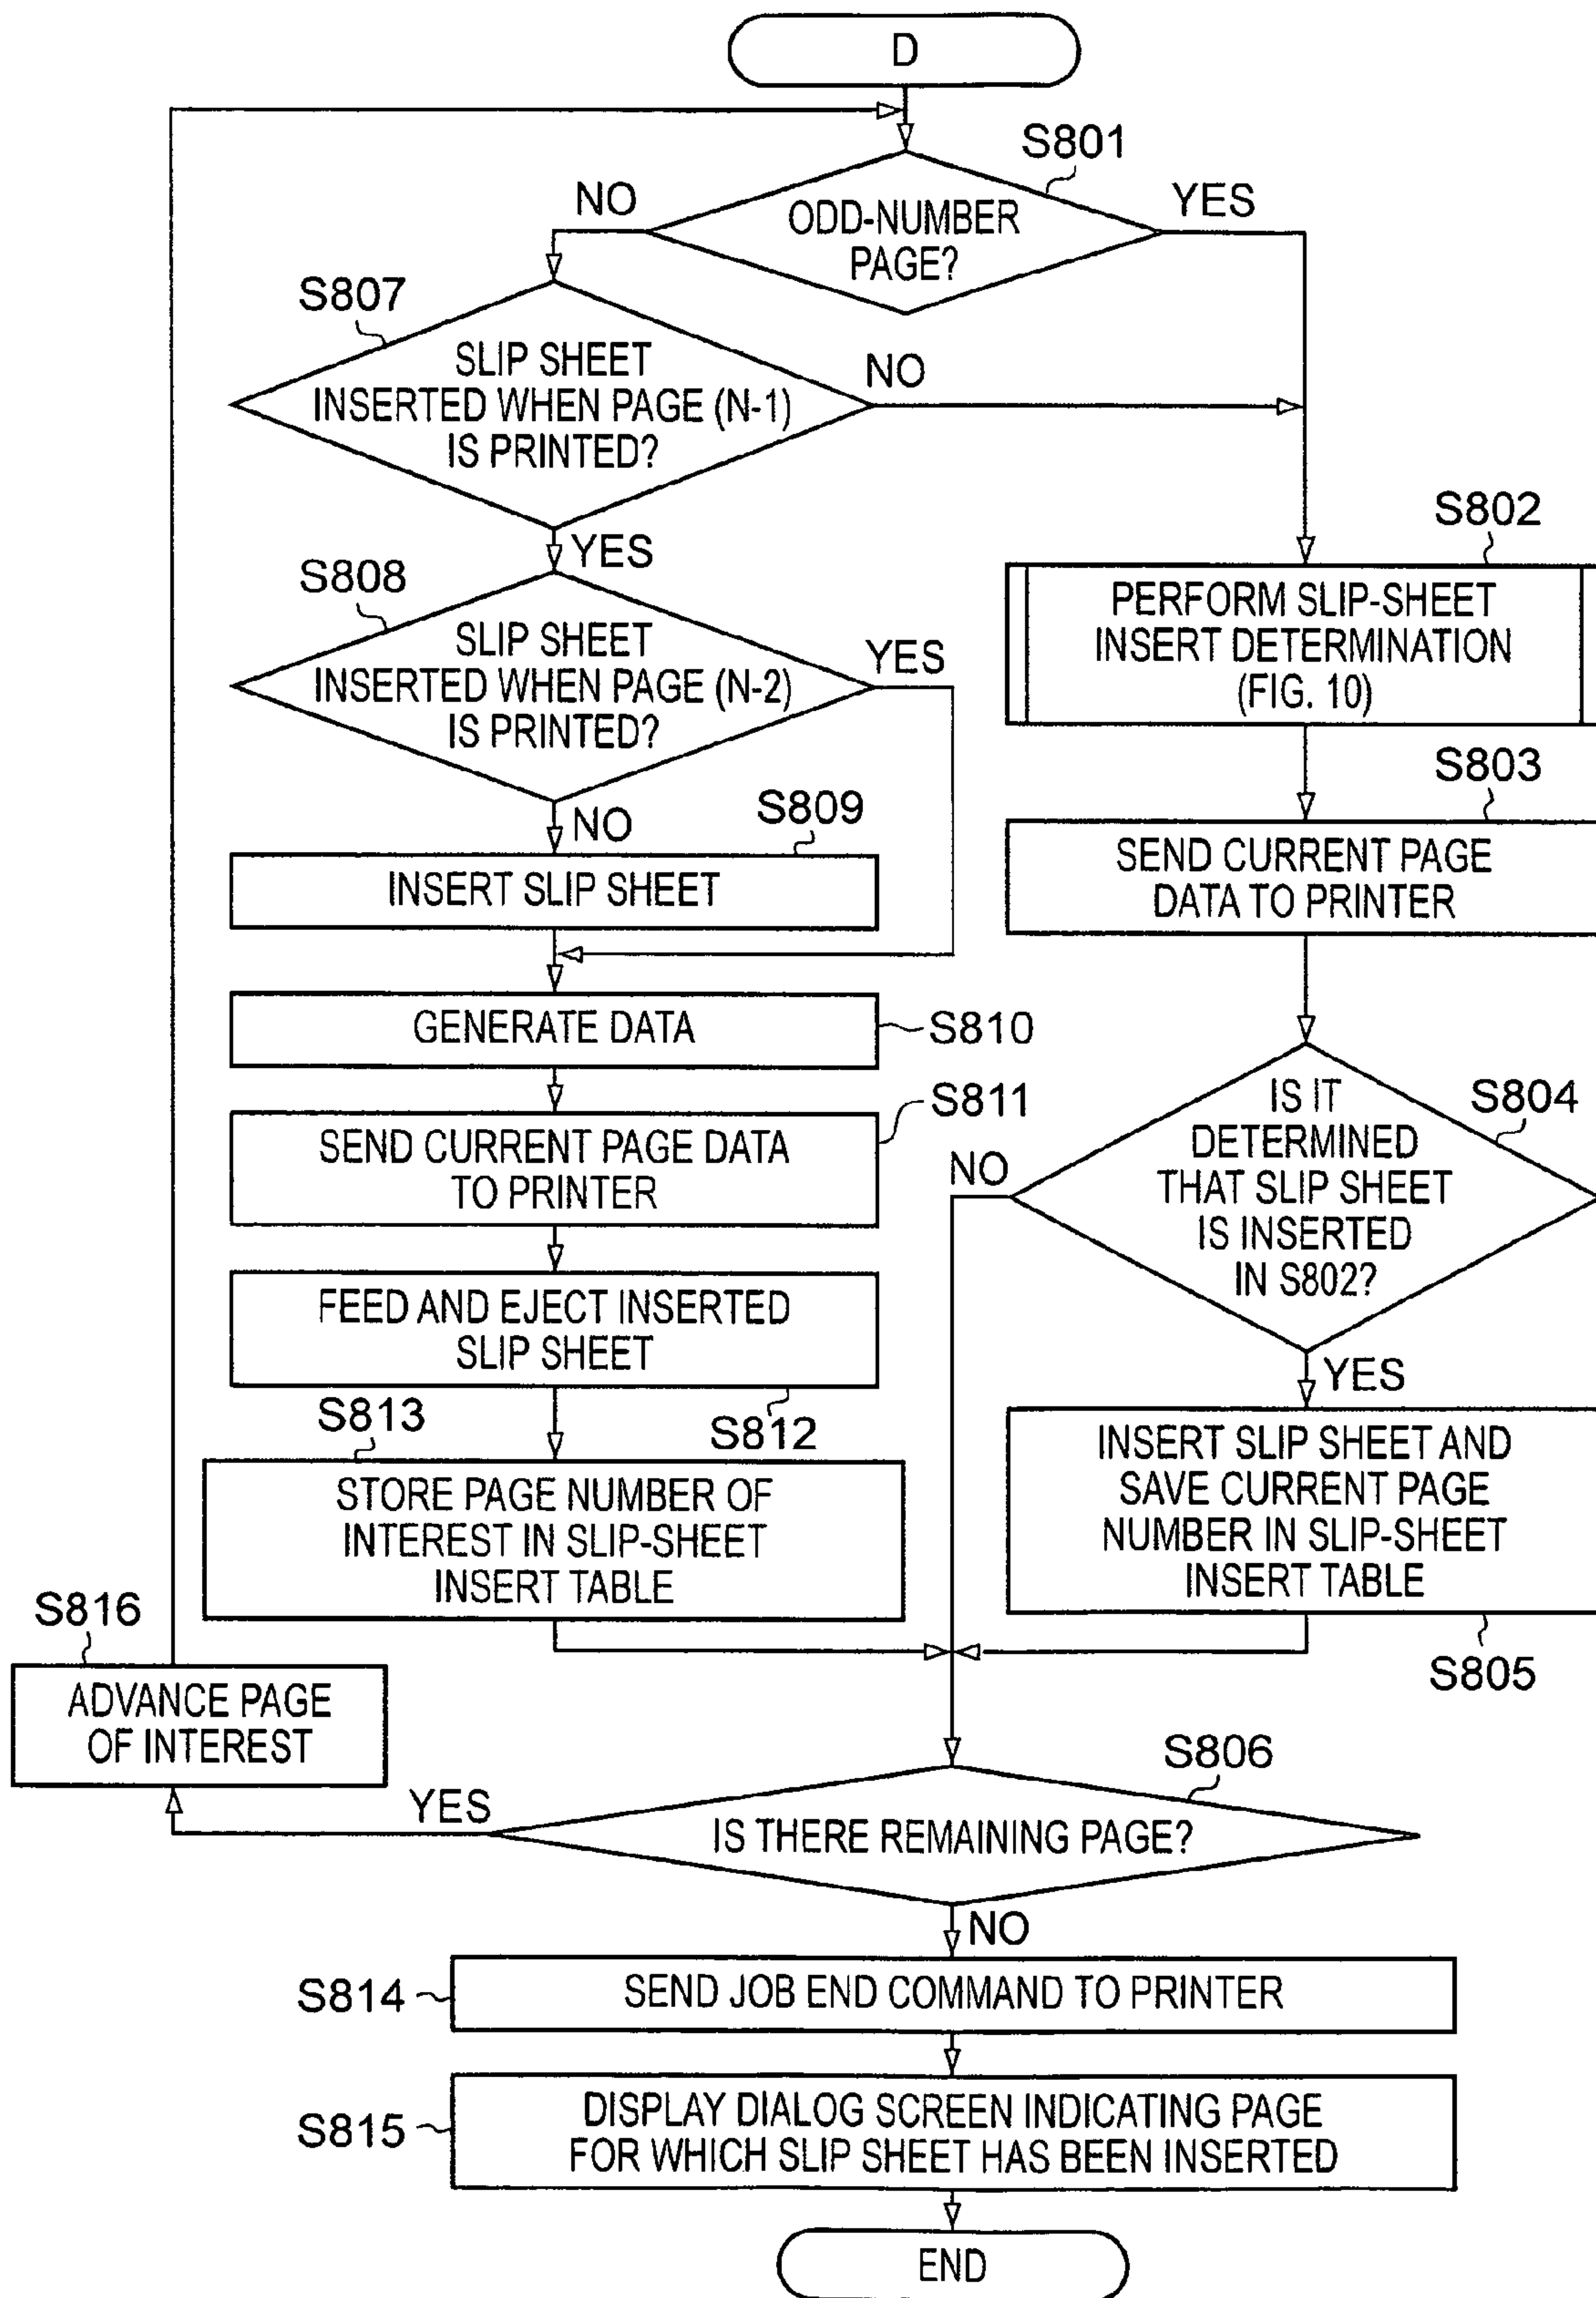 D
S801
NO
YES
ODD-NUMBER
PAGE?
S807
SLIP SHEET
INSERTED WHEN PAGE (N-1)
IS PRINTED?
NO
YES
S802
PERFORM SLIP-SHEET
INSERT DETERMINATION
(FIG. 10)
S808
SLIP SHEET
INSERTED WHEN PAGE (N-2)
IS PRINTED?
YES
NO
S803
SEND CURRENT PAGE
DATA TO PRINTER
S809
INSERT SLIP SHEET
GENERATE DATA
S810
S811
SEND CURRENT PAGE DATA
TO PRINTER
S804
IS IT
DETERMINED
THAT SLIP SHEET
IS INSERTED
IN S802?
NO
YES
FEED AND EJECT INSERTED
SLIP SHEET
S812
S813
STORE PAGE NUMBER OF
INTEREST IN SLIP-SHEET
INSERT TABLE
INSERT SLIP SHEET AND
SAVE CURRENT PAGE
NUMBER IN SLIP-SHEET
INSERT TABLE
S805
S816
ADVANCE PAGE
OF INTEREST
S806
YES
IS THERE REMAINING PAGE?
NO
S814
SEND JOB END COMMAND TO PRINTER
S815
DISPLAY DIALOG SCREEN INDICATING PAGE
FOR WHICH SLIP SHEET HAS BEEN INSERTED
END